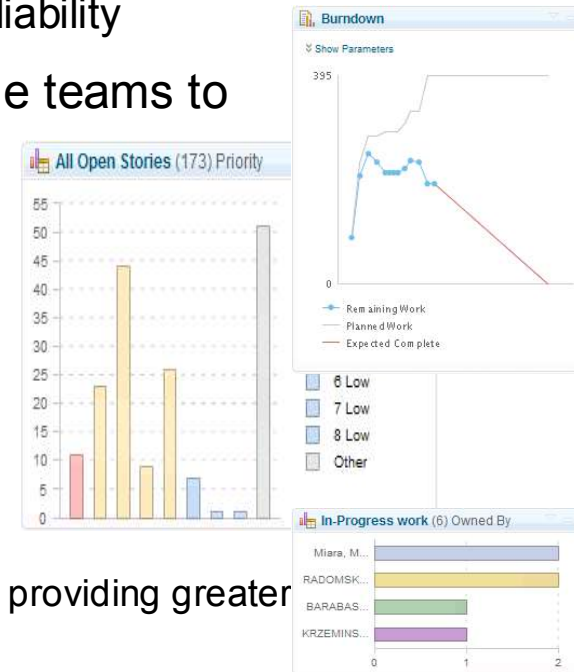 liability
e teams to
Burndown
Show Parameters
395
0
Remaining Work
Planned Work
Expected Complete
All Open Stories (173) Priority
55
50
45
40
35
30
25
20
15
10
5
0
6 Low
7 Low
8 Low
Other
In-Progress work (6) Owned By
Miara, M...
RADOMSK...
BARABAS...
KRZEMINS...
0 1 2
providing greater